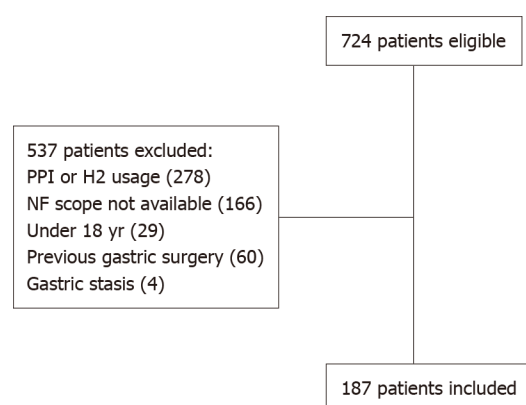 724 patients eligible
537 patients excluded:
PPI or H2 usage (278)
NF scope not available (166)
Under 18 yr (29)
Previous gastric surgery (60)
Gastric stasis (4)
187 patients included